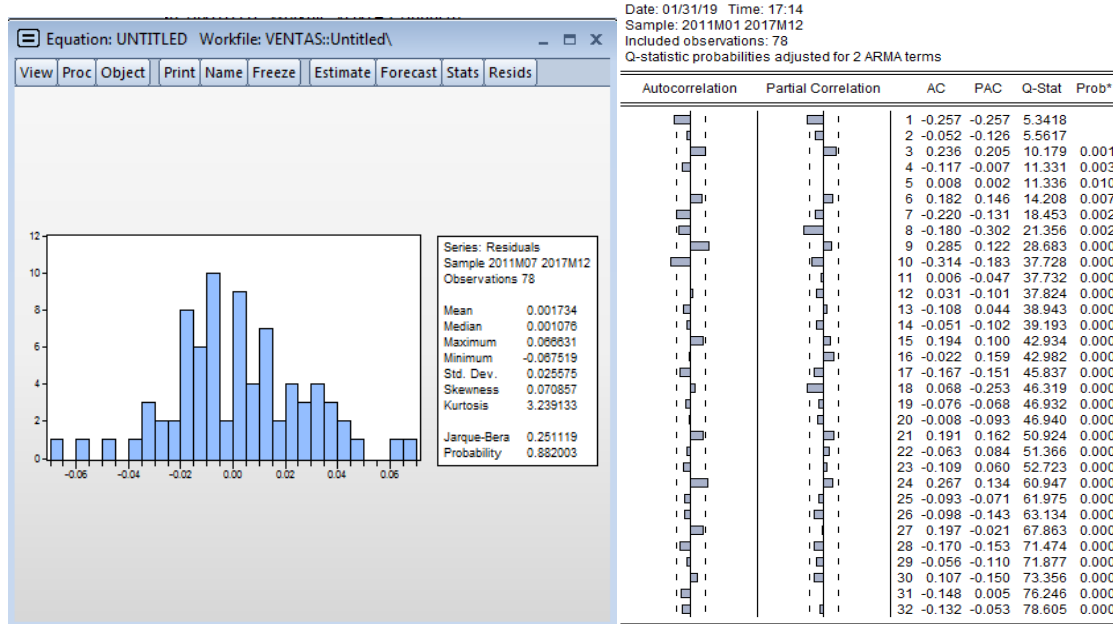 Equation: UNTITLED Workfile: VENTAS::Untitled\
View Proc Object Print Name Freeze Estimate Forecast Stats Resids
12
10
8
6
4
2
0
-0.06 -0.04 -0.02 0.00 0.02 0.04 0.06
Series: Residuals
Sample 2011M07 2017M12
Observations 78
Mean 0.001734
Median 0.001076
Maximum 0.066631
Minimum -0.067519
Std. Dev. 0.025575
Skewness 0.070857
Kurtosis 3.239133
Jarque-Bera 0.251119
Probability 0.882003
Date: 01/31/19 Time: 17:14
Sample: 2011M01 2017M12
Included observations: 78
Q-statistic probabilities adjusted for 2 ARMA terms
Autocorrelation Partial Correlation AC PAC Q-Stat Prob*
1 -0.257 -0.257 5.3418
2 -0.052 -0.126 5.5617
3 0.236 0.205 10.179 0.001
4 -0.117 -0.007 11.331 0.003
5 0.008 0.002 11.336 0.010
6 0.182 0.146 14.208 0.007
7 -0.220 -0.131 18.453 0.002
8 -0.180 -0.302 21.356 0.002
9 0.285 0.122 28.683 0.000
10 -0.314 -0.183 37.728 0.000
11 0.006 -0.047 37.732 0.000
12 0.031 -0.101 37.824 0.000
13 -0.108 0.044 38.943 0.000
14 -0.051 -0.102 39.193 0.000
15 0.194 0.100 42.934 0.000
16 -0.022 0.159 42.982 0.000
17 -0.167 -0.151 45.837 0.000
18 0.068 -0.253 46.319 0.000
19 -0.076 -0.068 46.932 0.000
20 -0.008 -0.093 46.940 0.000
21 0.191 0.162 50.924 0.000
22 -0.063 0.084 51.366 0.000
23 -0.109 0.060 52.723 0.000
24 0.267 0.134 60.947 0.000
25 -0.093 -0.071 61.975 0.000
26 -0.098 -0.143 63.134 0.000
27 0.197 -0.021 67.863 0.000
28 -0.170 -0.153 71.474 0.000
29 -0.056 -0.110 71.877 0.000
30 0.107 -0.150 73.356 0.000
31 -0.148 0.005 76.246 0.000
32 -0.132 -0.053 78.605 0.000